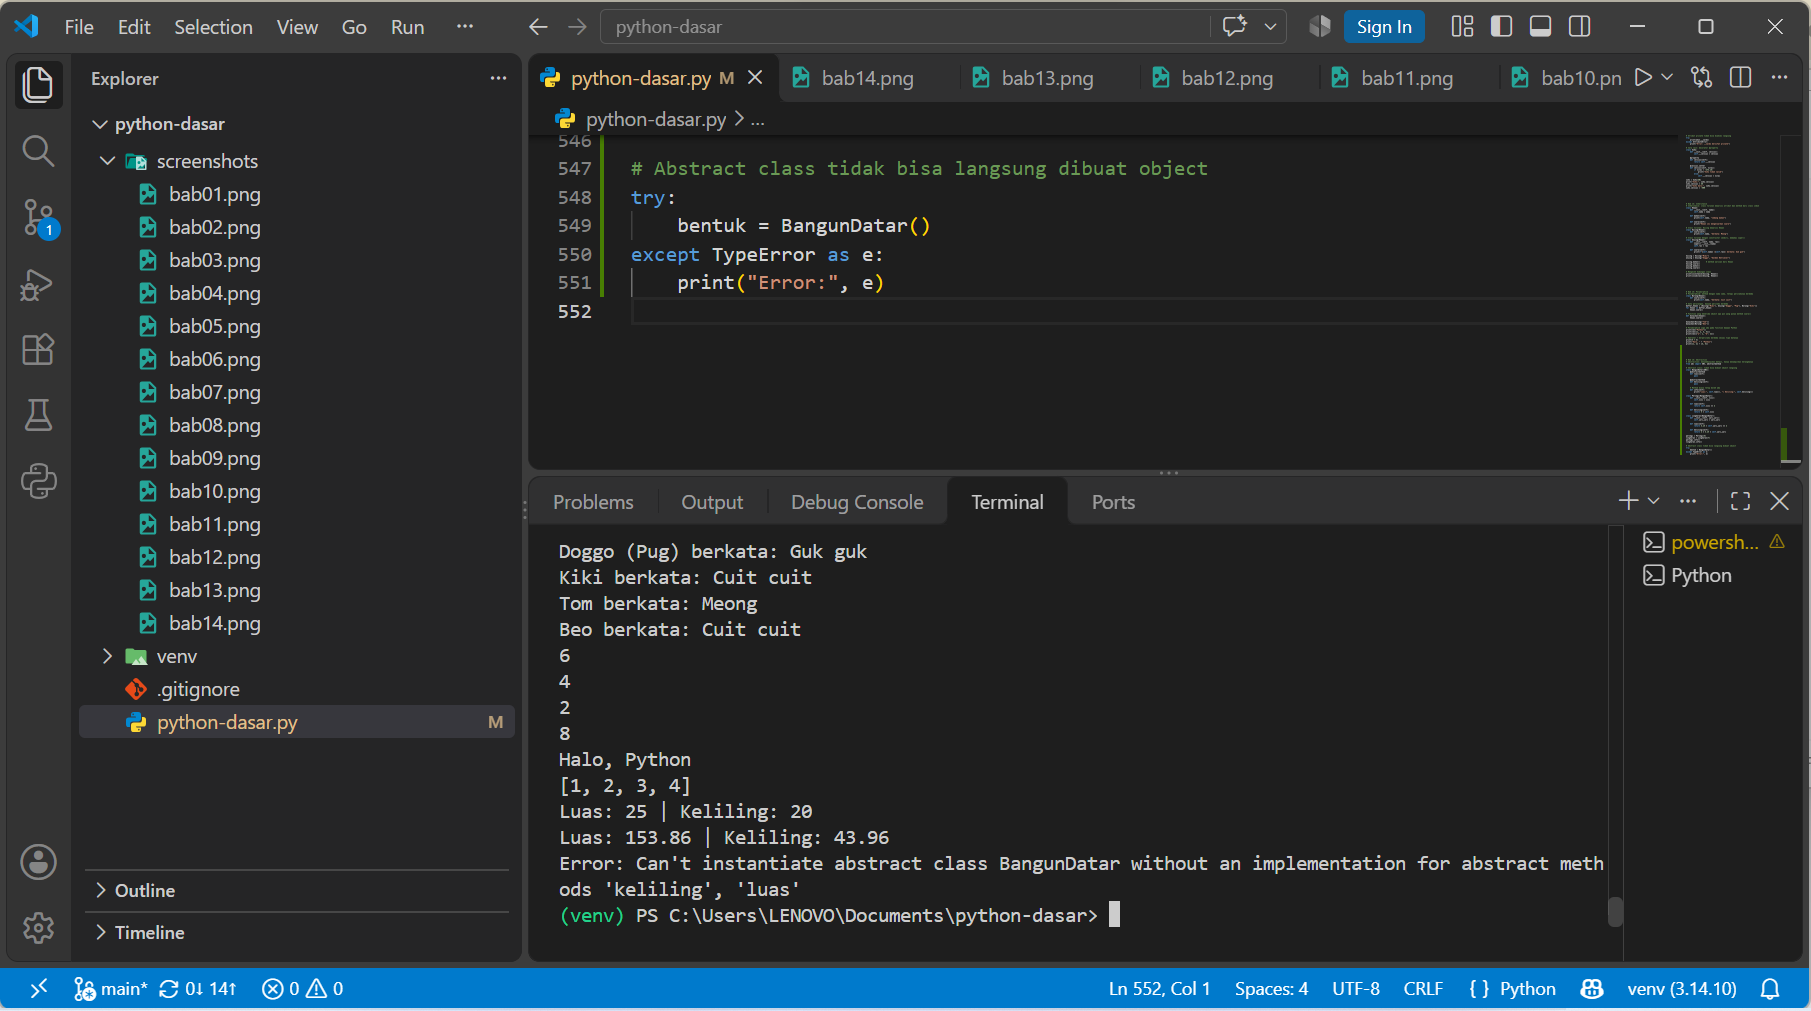 File Edit Selection View Go Run ···
python-dasar
Sign In
Explorer
python-dasar
screenshots
bab01.png
bab02.png
bab03.png
bab04.png
bab05.png
bab06.png
bab07.png
bab08.png
bab09.png
bab10.png
bab11.png
bab12.png
bab13.png
bab14.png
venv
.gitignore
python-dasar.py M
Outline
Timeline
1
python-dasar.py M bab14.png bab13.png bab12.png bab11.png bab10.pn
python-dasar.py > ...
546
547 # Abstract class tidak bisa langsung dibuat object
548 try:
549     bentuk = BangunDatar()
550 except TypeError as e:
551     print("Error:", e)
552
Problems Output Debug Console Terminal Ports
Doggo (Pug) berkata: Guk guk
Kiki berkata: Cuit cuit
Tom berkata: Meong
Beo berkata: Cuit cuit
6
4
2
8
Halo, Python
[1, 2, 3, 4]
Luas: 25 | Keliling: 20
Luas: 153.86 | Keliling: 43.96
Error: Can't instantiate abstract class BangunDatar without an implementation for abstract meth
ods 'keliling', 'luas'
(venv) PS C:\Users\LENOVO\Documents\python-dasar>
powersh...
Python
main* 0↓ 14↑ 0 0 Ln 552, Col 1 Spaces: 4 UTF-8 CRLF {} Python venv (3.14.10)